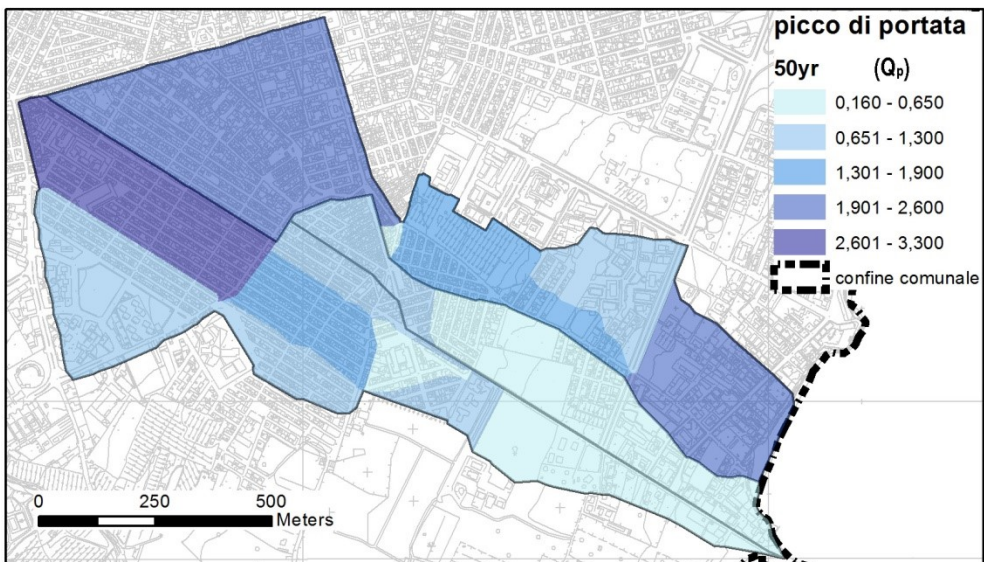 picco di portata
50yr (Qₚ)
0,160 - 0,650
0,651 - 1,300
1,301 - 1,900
1,901 - 2,600
2,601 - 3,300
confine comunale
0 250 500
Meters